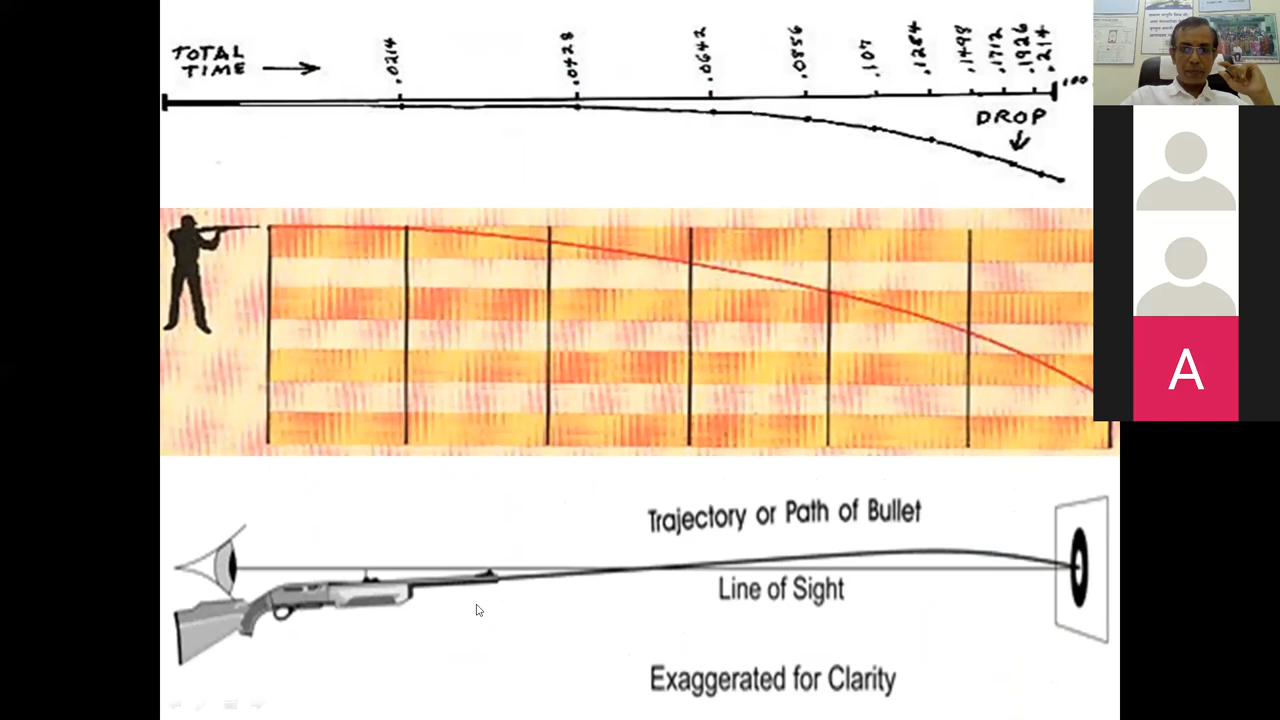 TOTAL
TIME
.0214
.0428
.0642
.0856
.107
.1284
.1498
.1712
.1926
.214
100
DROP
A
Trajectory or Path of Bullet
Line of Sight
Exaggerated for Clarity